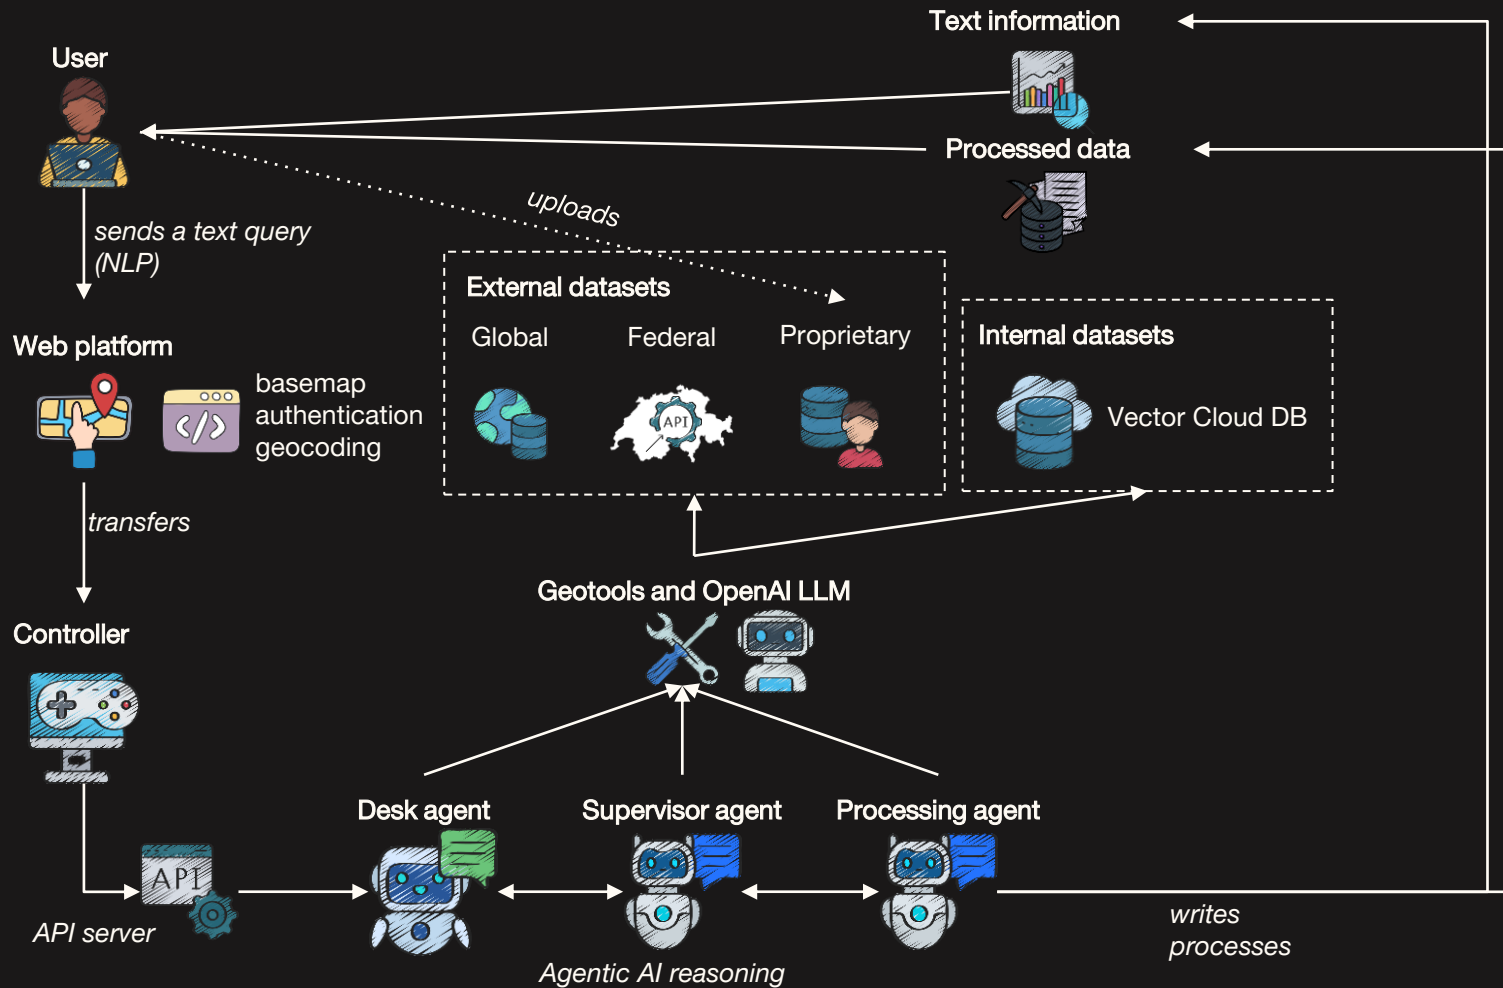 Text information
User
Processed data
uploads
sends a text query
(NLP)
External datasets
Global
Federal
Proprietary
API
Internal datasets
Vector Cloud DB
Web platform
</>
basemap
authentication
geocoding
transfers
Geotools and OpenAI LLM
Controller
Desk agent
Supervisor agent
Processing agent
API
API server
Agentic AI reasoning
writes
processes